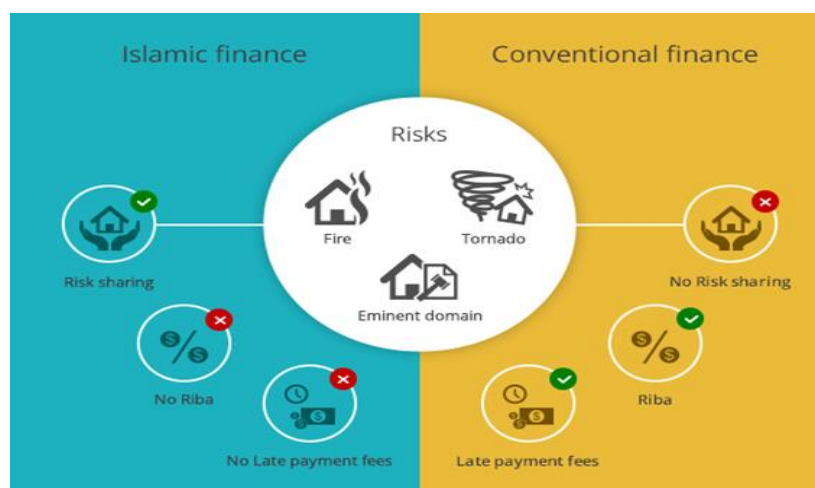 Islamic finance
Conventional finance
Risks
Fire
Tornado
Eminent domain
Risk sharing
No Risk sharing
No Riba
Riba
No Late payment fees
Late payment fees